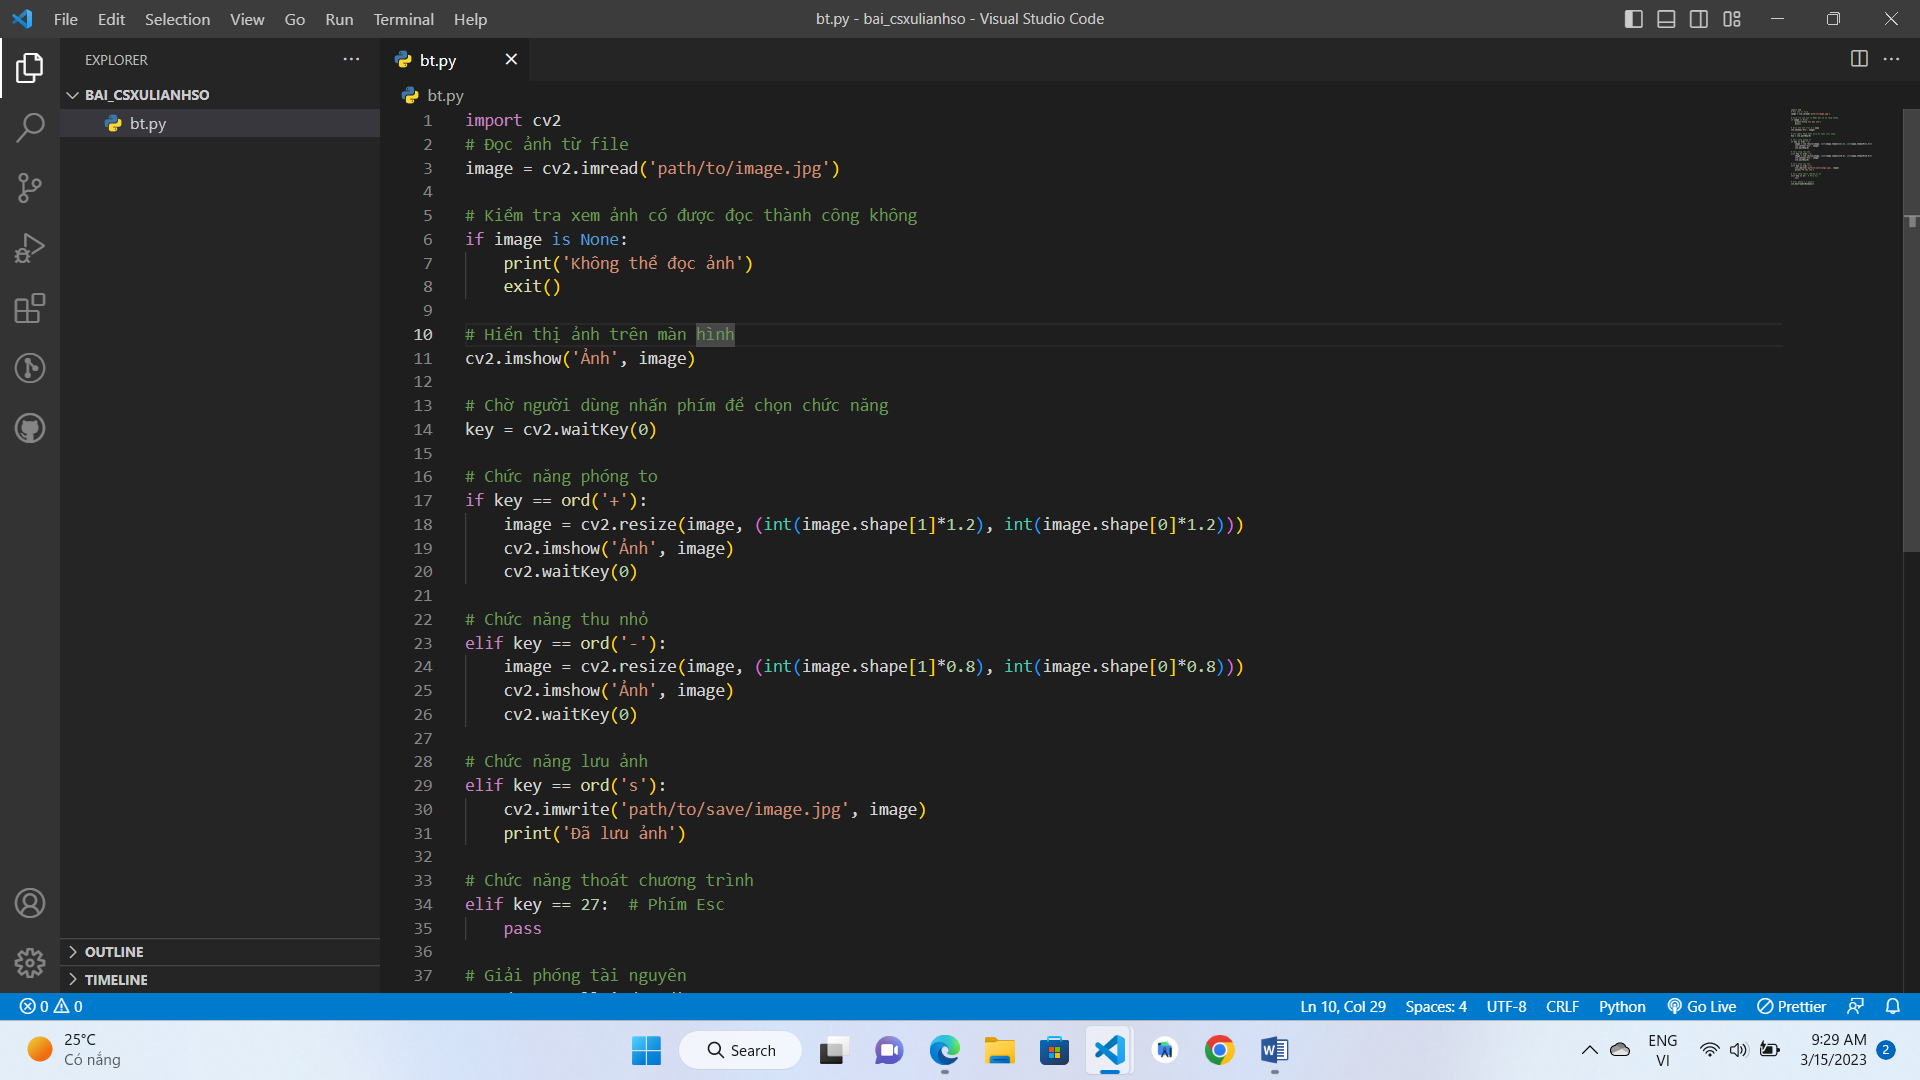 File Edit Selection View Go Run Terminal Help
bt.py - bai_csxulianhso - Visual Studio Code
EXPLORER
BAI_CSXULIANHSO
bt.py
bt.py
bt.py
1 import cv2
2 # Đọc ảnh từ file
3 image = cv2.imread('path/to/image.jpg')
4
5 # Kiểm tra xem ảnh có được đọc thành công không
6 if image is None:
7 print('Không thể đọc ảnh')
8 exit()
9
10 # Hiển thị ảnh trên màn hình
11 cv2.imshow('Ảnh', image)
12
13 # Chờ người dùng nhấn phím để chọn chức năng
14 key = cv2.waitKey(0)
15
16 # Chức năng phóng to
17 if key == ord('+'):
18 image = cv2.resize(image, (int(image.shape[1]*1.2), int(image.shape[0]*1.2)))
19 cv2.imshow('Ảnh', image)
20 cv2.waitKey(0)
21
22 # Chức năng thu nhỏ
23 elif key == ord('-'):
24 image = cv2.resize(image, (int(image.shape[1]*0.8), int(image.shape[0]*0.8)))
25 cv2.imshow('Ảnh', image)
26 cv2.waitKey(0)
27
28 # Chức năng lưu ảnh
29 elif key == ord('s'):
30 cv2.imwrite('path/to/save/image.jpg', image)
31 print('Đã lưu ảnh')
32
33 # Chức năng thoát chương trình
34 elif key == 27: # Phím Esc
35 pass
36
37 # Giải phóng tài nguyên
OUTLINE
TIMELINE
0 0
Ln 10, Col 29 Spaces: 4 UTF-8 CRLF Python Go Live Prettier
25°C
Có nắng
Search
ENG
VI
9:29 AM
3/15/2023
2